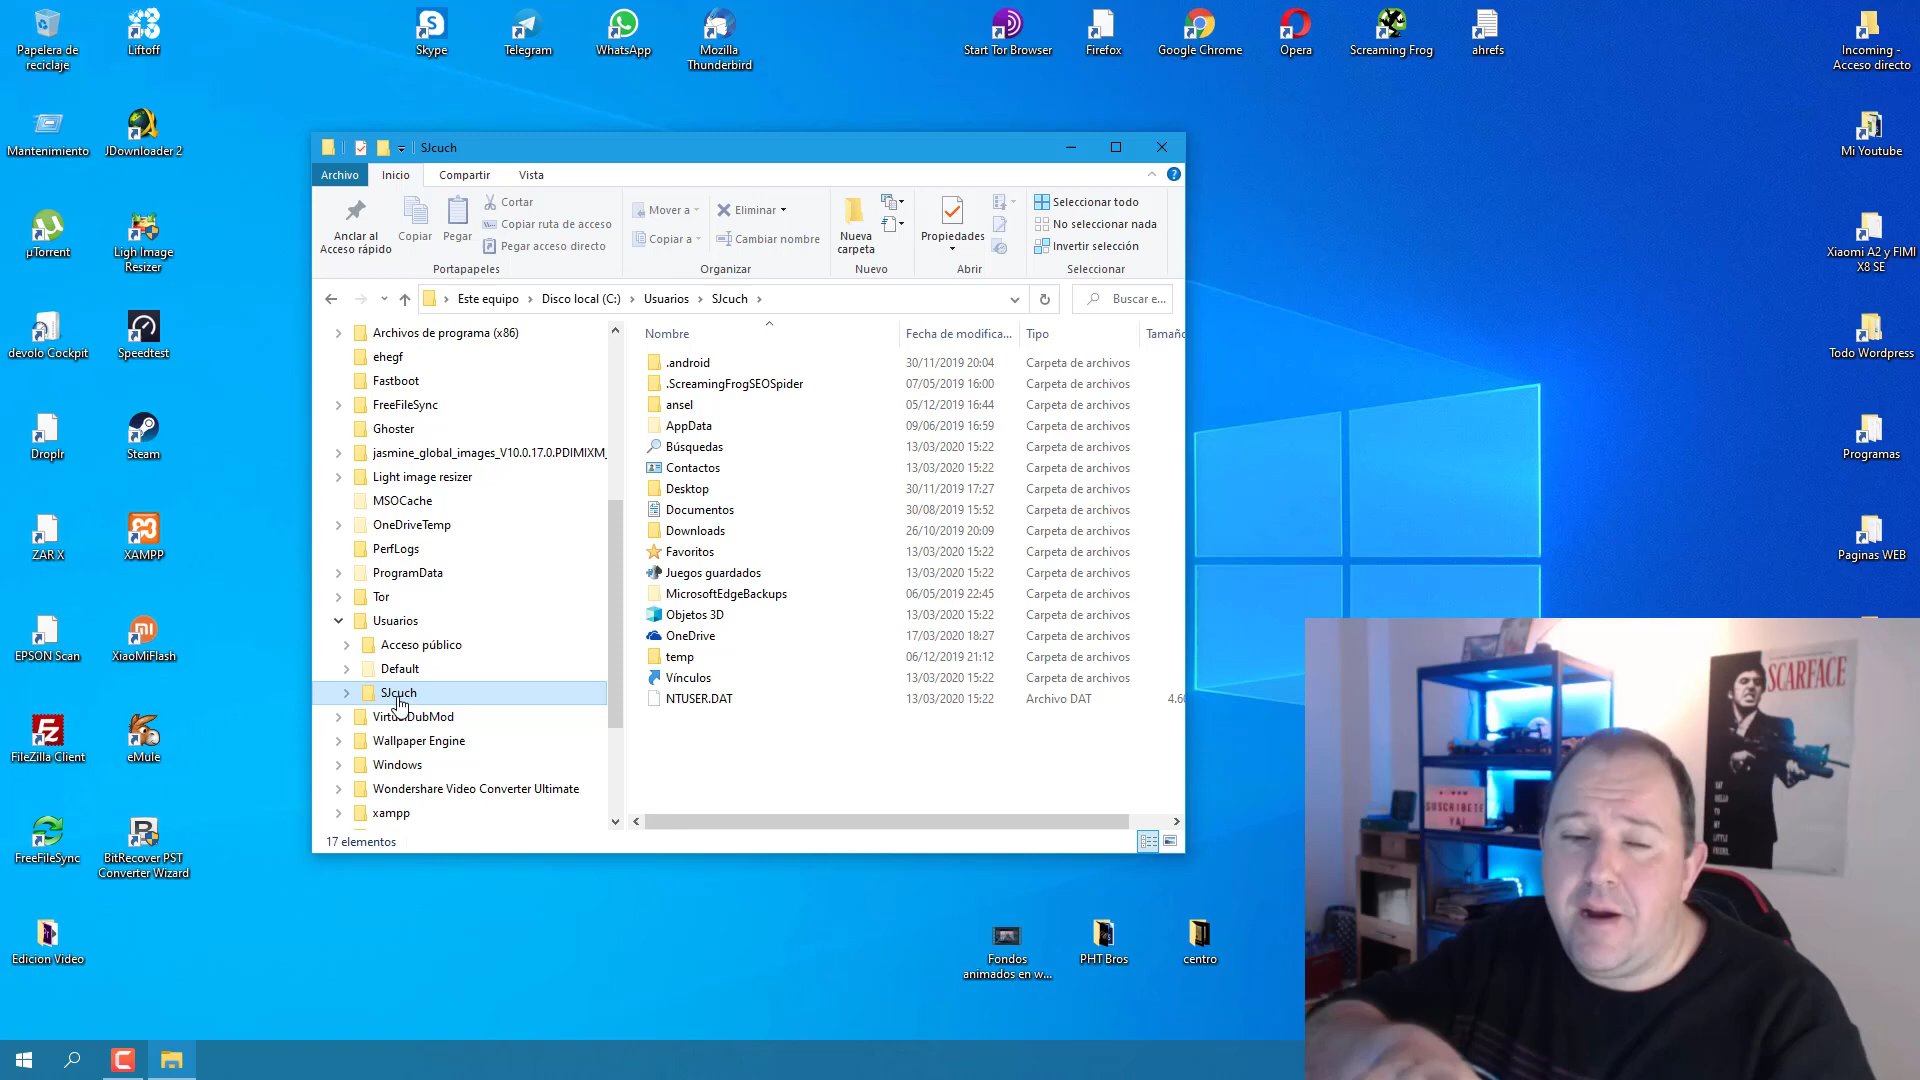 Papelera de
reciclaje
Liftoff
Skype
Telegram
WhatsApp
Mozilla
Thunderbird
Start Tor Browser
Firefox
Google Chrome
Opera
Screaming Frog
ahrefs
Incoming -
Acceso directo
Mantenimiento
JDownloader 2
Mi Youtube
µTorrent
Ligh Image
Resizer
Xiaomi A2 y FIMI
X8 SE
devolo Cockpit
Speedtest
Todo Wordpress
Droplr
Steam
Programas
ZAR X
XAMPP
Paginas WEB
EPSON Scan
XiaoMiFlash
FileZilla Client
eMule
FreeFileSync
BitRecover PST
Converter Wizard
Edicion Video
SJcuch
Archivo
Inicio
Compartir
Vista
Anclar al
Acceso rápido
Copiar
Pegar
Cortar
Copiar ruta de acceso
Pegar acceso directo
Portapapeles
Mover a
Copiar a
Eliminar
Cambiar nombre
Organizar
Nueva
carpeta
Nuevo
Propiedades
Abrir
Seleccionar todo
No seleccionar nada
Invertir selección
Seleccionar
Este equipo > Disco local (C:) > Usuarios > SJcuch >
Buscar e...
Archivos de programa (x86)
ehegf
Fastboot
FreeFileSync
Ghoster
jasmine_global_images_V10.0.17.0.PDIMIXM_
Light image resizer
MSOCache
OneDriveTemp
PerfLogs
ProgramData
Tor
Usuarios
Acceso público
Default
SJcuch
VirtualDubMod
Wallpaper Engine
Windows
Wondershare Video Converter Ultimate
xampp
Nombre Fecha de modifica... Tipo Tamaño
.android 30/11/2019 20:04 Carpeta de archivos
.ScreamingFrogSEOSpider 07/05/2019 16:00 Carpeta de archivos
ansel 05/12/2019 16:44 Carpeta de archivos
AppData 09/06/2019 16:59 Carpeta de archivos
Búsquedas 13/03/2020 15:22 Carpeta de archivos
Contactos 13/03/2020 15:22 Carpeta de archivos
Desktop 30/11/2019 17:27 Carpeta de archivos
Documentos 30/08/2019 15:52 Carpeta de archivos
Downloads 26/10/2019 20:09 Carpeta de archivos
Favoritos 13/03/2020 15:22 Carpeta de archivos
Juegos guardados 13/03/2020 15:22 Carpeta de archivos
MicrosoftEdgeBackups 06/05/2019 22:45 Carpeta de archivos
Objetos 3D 13/03/2020 15:22 Carpeta de archivos
OneDrive 17/03/2020 18:27 Carpeta de archivos
temp 06/12/2019 21:12 Carpeta de archivos
Vínculos 13/03/2020 15:22 Carpeta de archivos
NTUSER.DAT 13/03/2020 15:22 Archivo DAT 4.60
17 elementos
Fondos
animados en w...
PHT Bros
centro
SCARFACE
SUSCRIBETE
YA!
SAY
HELLO
TO
MY
LITTLE
FRIEND.